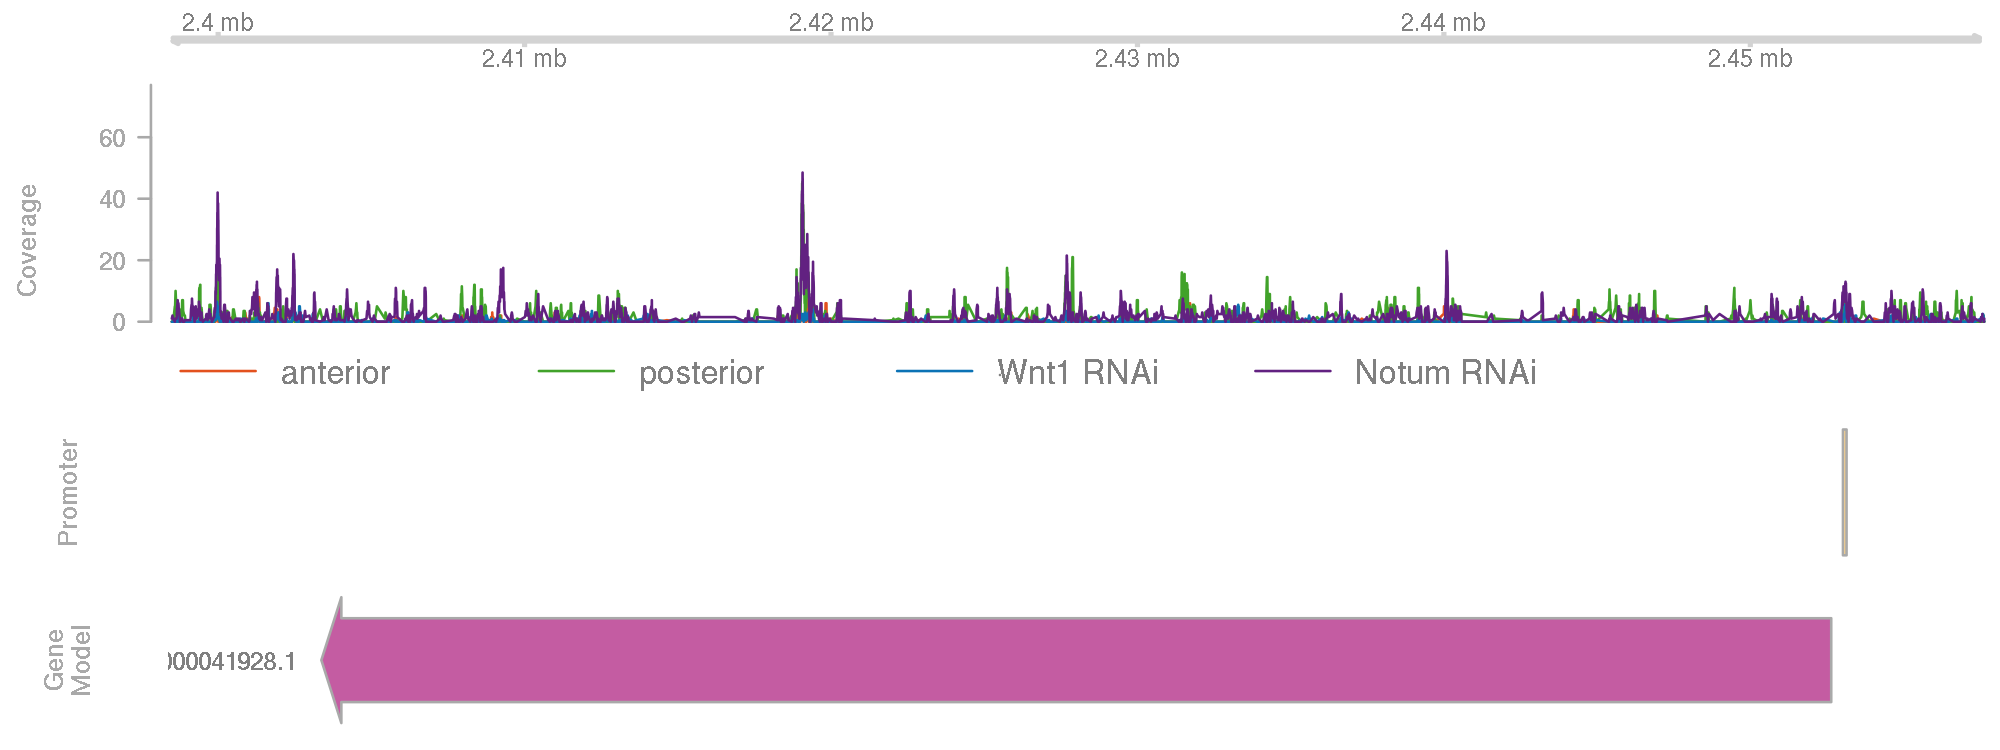 2.4 mb
2.42 mb
2.44 mb
2.41 mb
2.43 mb
2.45 mb
Coverage
60
40
20
0
anterior
posterior
Wnt1 RNAi
Notum RNAi
Promoter
0
Gene
Model
000041928.1